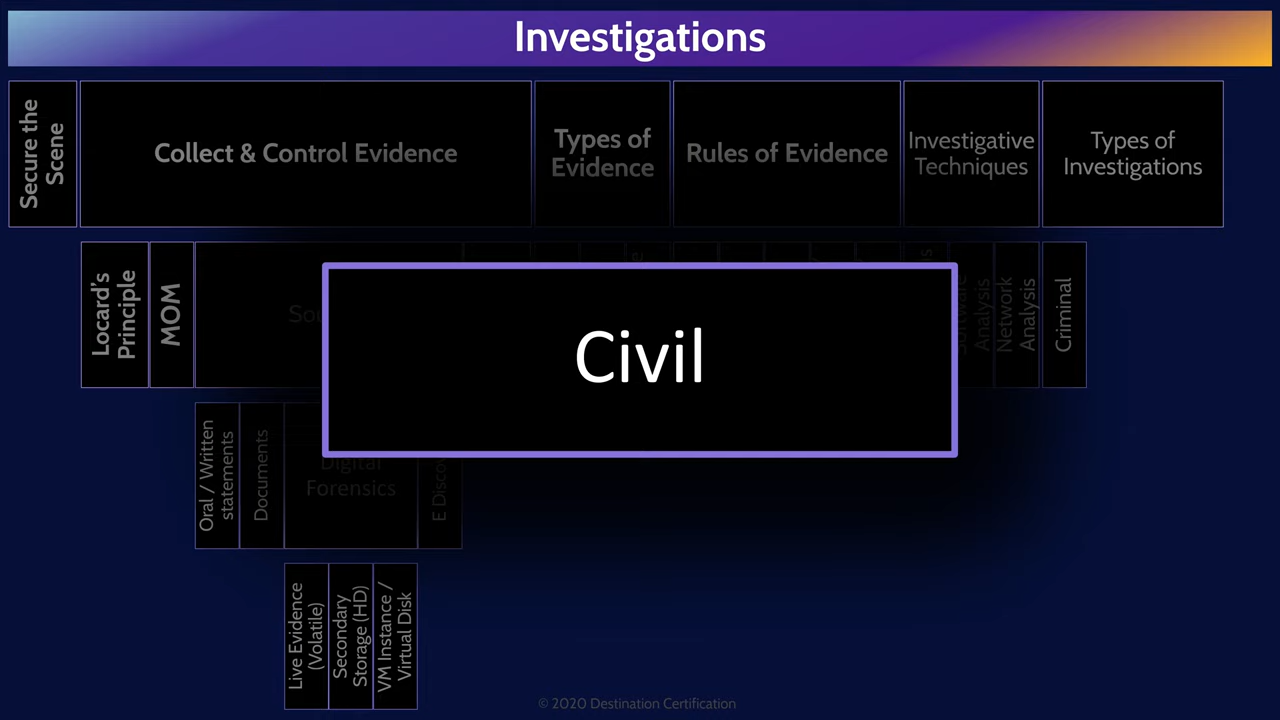 Investigations
Secure the
Scene
Collect & Control Evidence
Types of
Evidence
Rules of Evidence
Investigative
Techniques
Types of
Investigations
Locard's
Principle
MOM
Civil
Analysis
Network
Analysis
Criminal
Oral / Written
statements
Documents
Digital
Forensics
Live Evidence
(Volatile)
Secondary
Storage (HD)
VM Instance /
Virtual Disk
© 2020 Destination Certification